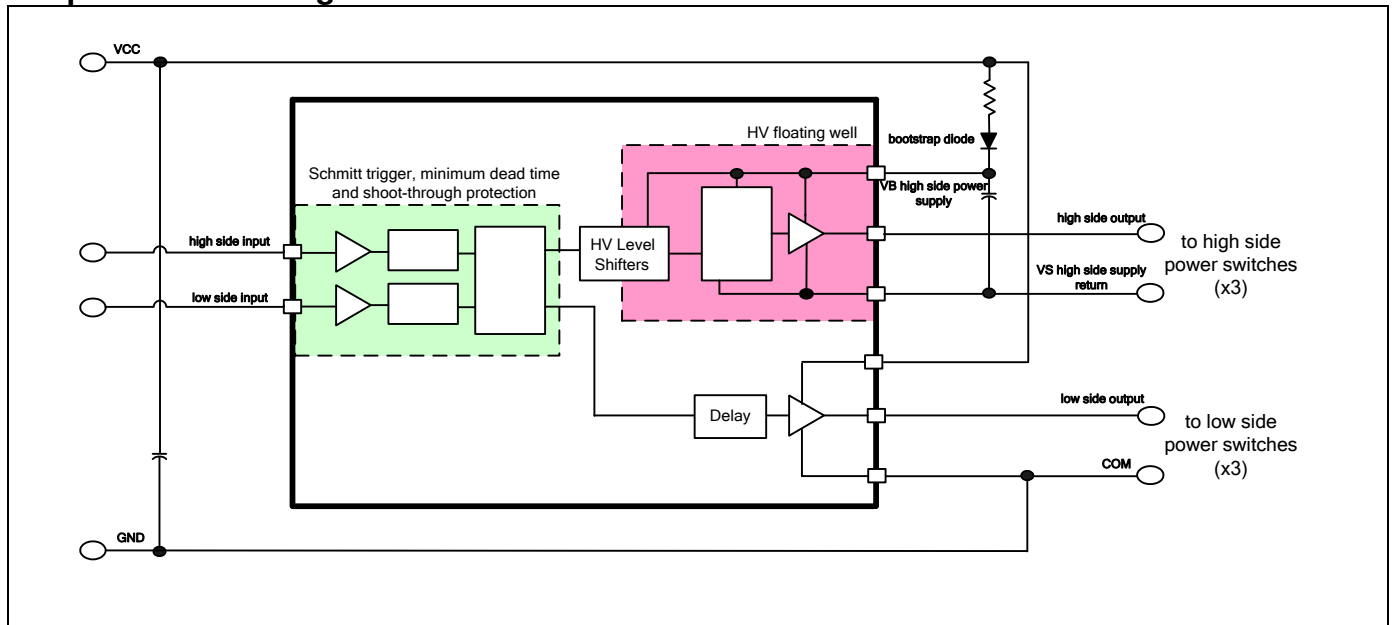 VCC
HV floating well
bootstrap diode
Schmitt trigger, minimum dead time
and shoot-through protection
VB high side power
supply
high side output
high side input
HV Level
Shifters
to high side
power switches
(x3)
VS high side supply
return
low side input
low side output
Delay
to low side
power switches
(x3)
COM
GND